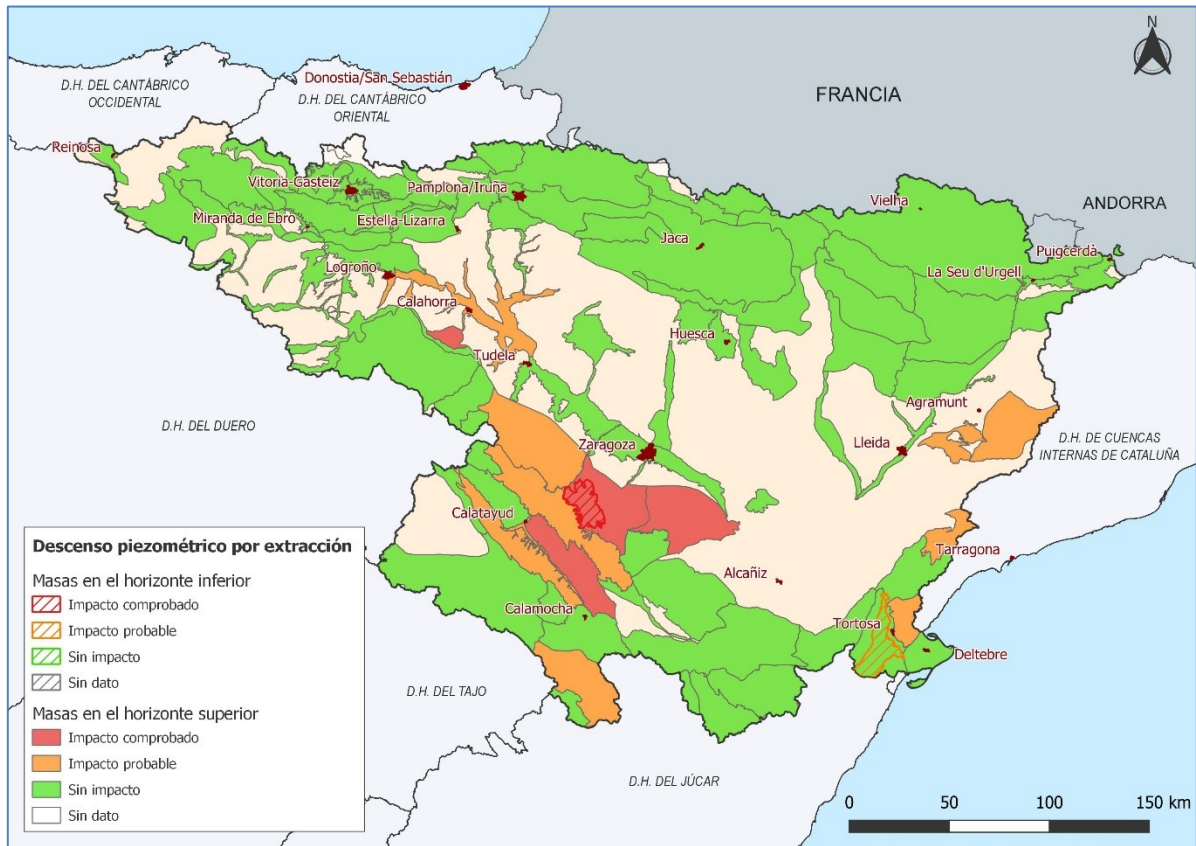 N
D.H. DEL CANTÁBRICO
OCCIDENTAL
Donostia/San Sebastián
D.H. DEL CANTÁBRICO
ORIENTAL
FRANCIA
Reinosa
Vitoria-Gasteiz
Pamplona/Iruña
Vielha
ANDORRA
Miranda de Ebro
Estella-Lizarra
Jaca
Puigcerdà
Logroño
La Seu d'Urgell
Calahorra
Huesca
Tudela
Agramunt
D.H. DEL DUERO
Zaragoza
Lleida
D.H. DE CUENCAS
INTERNAS DE CATALUÑA
Calatayud
Tarragona
Alcañiz
Calamocha
Tortosa
Deltebre
D.H. DEL TAJO
D.H. DEL JÚCAR
Descenso piezométrico por extracción
Masas en el horizonte inferior
Impacto comprobado
Impacto probable
Sin impacto
Sin dato
Masas en el horizonte superior
Impacto comprobado
Impacto probable
Sin impacto
Sin dato
0 50 100 150 km